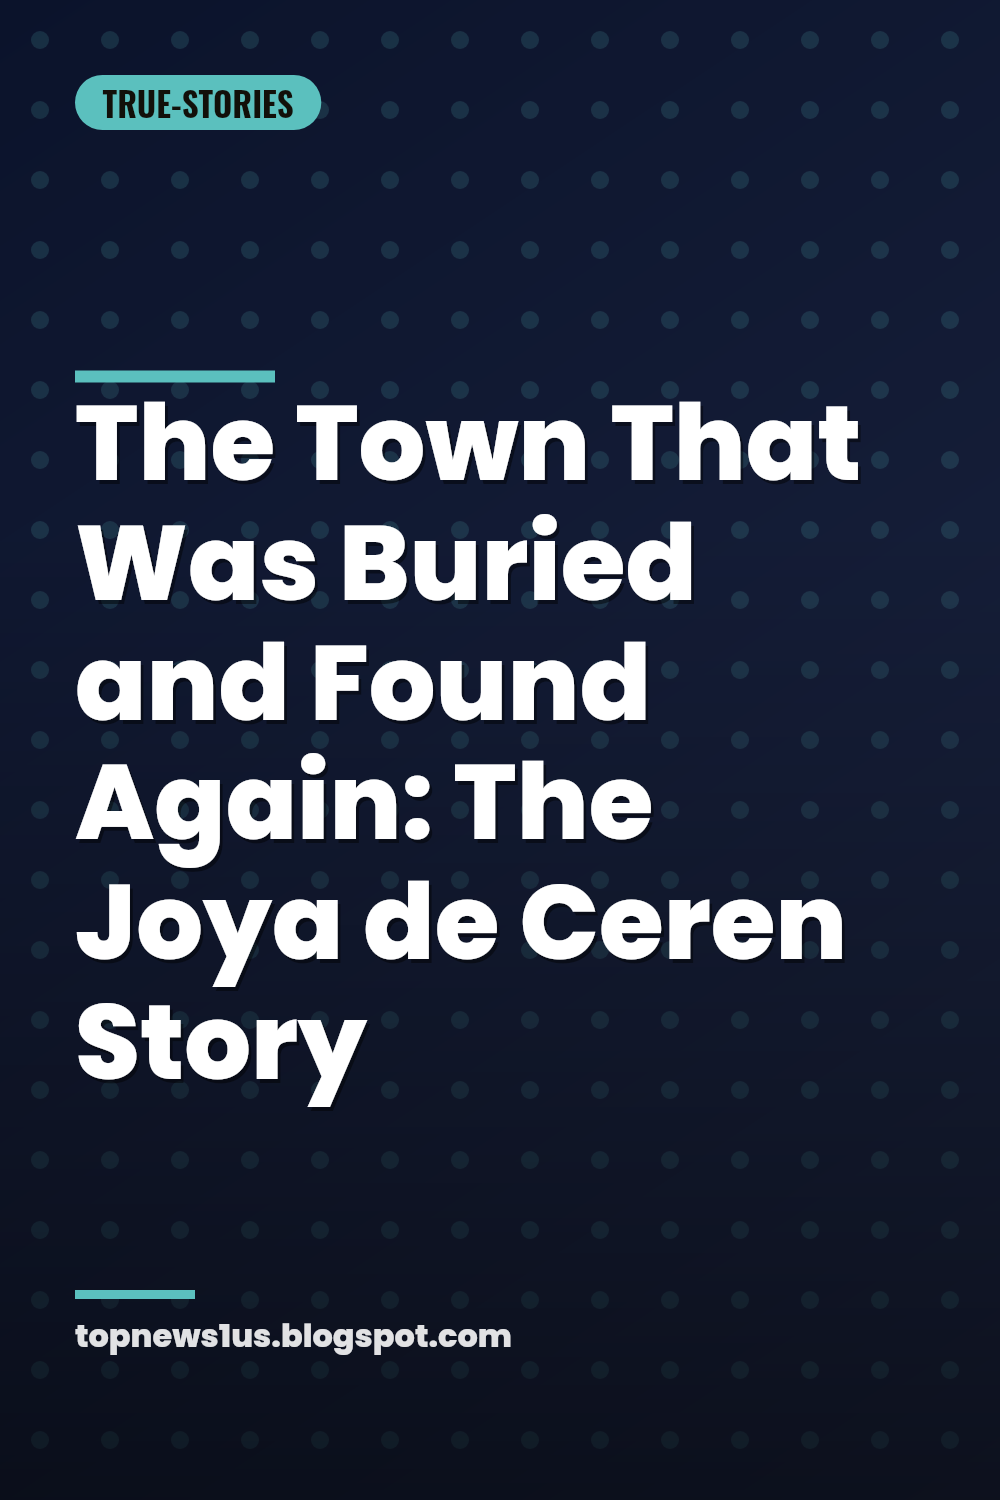 TRUE-STORIES
The Town That
Was Buried
and Found
Again: The
Joya de Ceren
Story
topnews1us.blogspot.com